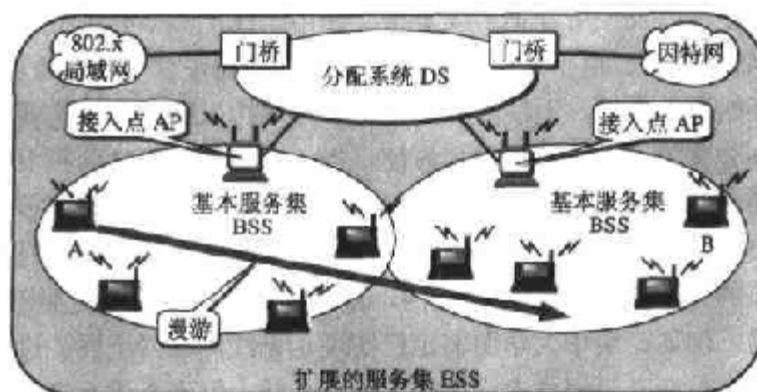 802.x
局域网
门桥
门桥
因特网
分配系统 DS
接入点 AP
接入点 AP
基本服务集
BSS
基本服务集
BSS
A
B
漫游
扩展的服务集 ESS